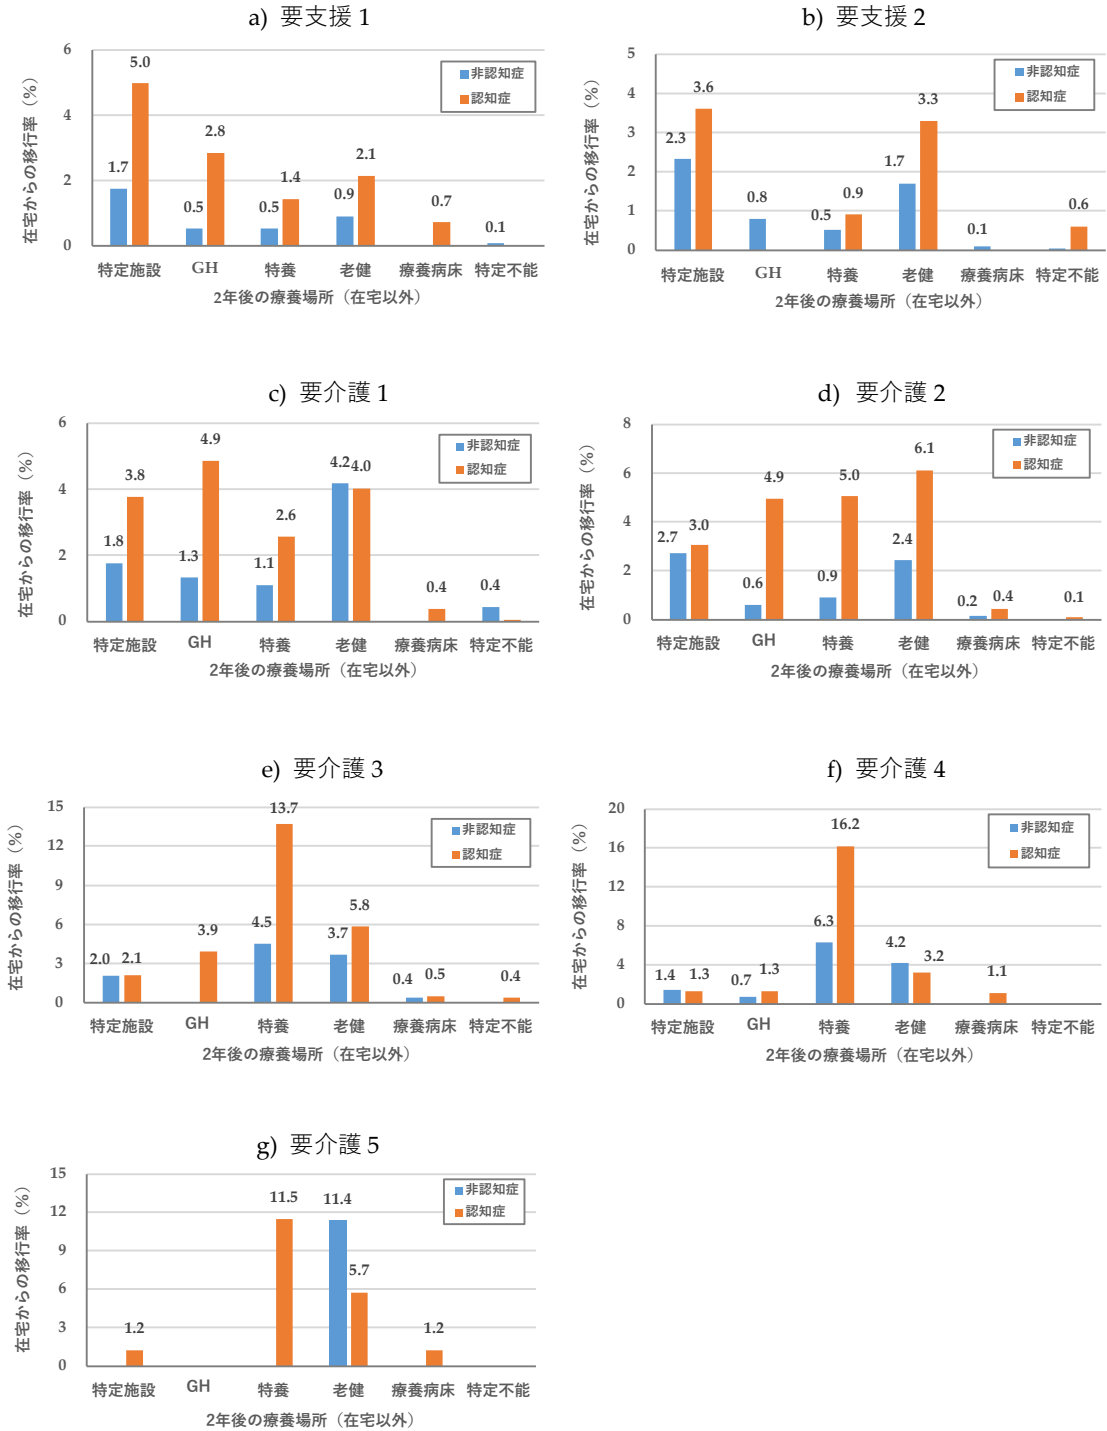 a) 要支援 1
在宅からの移行率（%）
6
4
2
0
非認知症
認知症
1.7 5.0
0.5 2.8
0.5 1.4
0.9 2.1
0.7
0.1
特定施設 GH 特養 老健 療養病床 特定不能
2年後の療養場所（在宅以外）
b) 要支援 2
在宅からの移行率（%）
5
4
3
2
1
0
非認知症
認知症
2.3 3.6
0.8
0.5 0.9
1.7 3.3
0.1
0.6
特定施設 GH 特養 老健 療養病床 特定不能
2年後の療養場所（在宅以外）
c) 要介護 1
在宅からの移行率（%）
6
4
2
0
非認知症
認知症
1.8 3.8
1.3 4.9
1.1 2.6
4.2 4.0
0.4
0.4
特定施設 GH 特養 老健 療養病床 特定不能
2年後の療養場所（在宅以外）
d) 要介護 2
在宅からの移行率（%）
8
6
4
2
0
非認知症
認知症
2.7 3.0
0.6 4.9
0.9 5.0
2.4 6.1
0.2 0.4
0.1
特定施設 GH 特養 老健 療養病床 特定不能
2年後の療養場所（在宅以外）
e) 要介護 3
在宅からの移行率（%）
15
12
9
6
3
0
非認知症
認知症
2.0 2.1
3.9
4.5 13.7
3.7 5.8
0.4 0.5
0.4
特定施設 GH 特養 老健 療養病床 特定不能
2年後の療養場所（在宅以外）
f) 要介護 4
在宅からの移行率（%）
20
16
12
8
4
0
非認知症
認知症
1.4 1.3
0.7 1.3
6.3 16.2
4.2 3.2
1.1
特定施設 GH 特養 老健 療養病床 特定不能
2年後の療養場所（在宅以外）
g) 要介護 5
在宅からの移行率（%）
15
12
9
6
3
0
非認知症
認知症
1.2
11.5
11.4 5.7
1.2
特定施設 GH 特養 老健 療養病床 特定不能
2年後の療養場所（在宅以外）